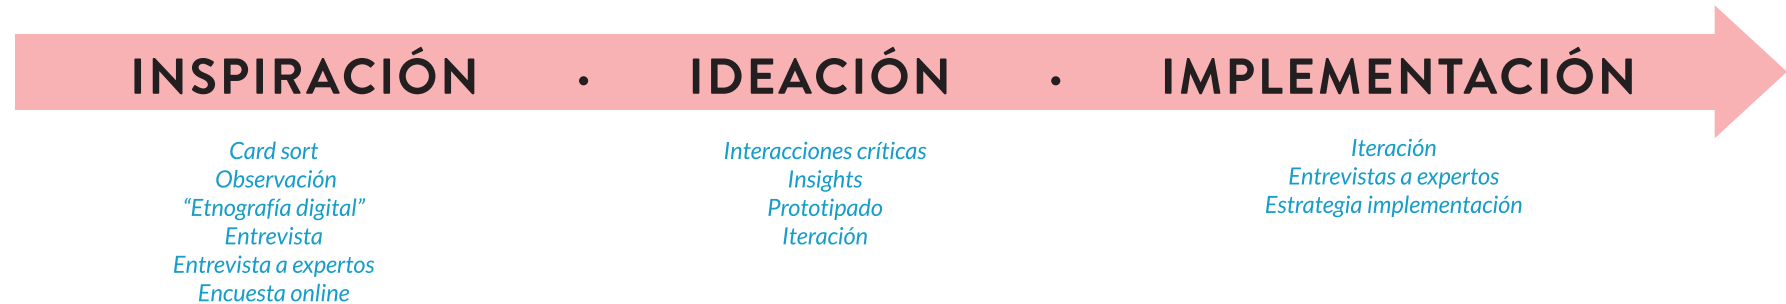 INSPIRACIÓN • IDEACIÓN • IMPLEMENTACIÓN
Card sort
Observación
“Etnografía digital”
Entrevista
Entrevista a expertos
Encuesta online
Interacciones críticas
Insights
Prototipado
Iteración
Iteración
Entrevistas a expertos
Estrategia implementación